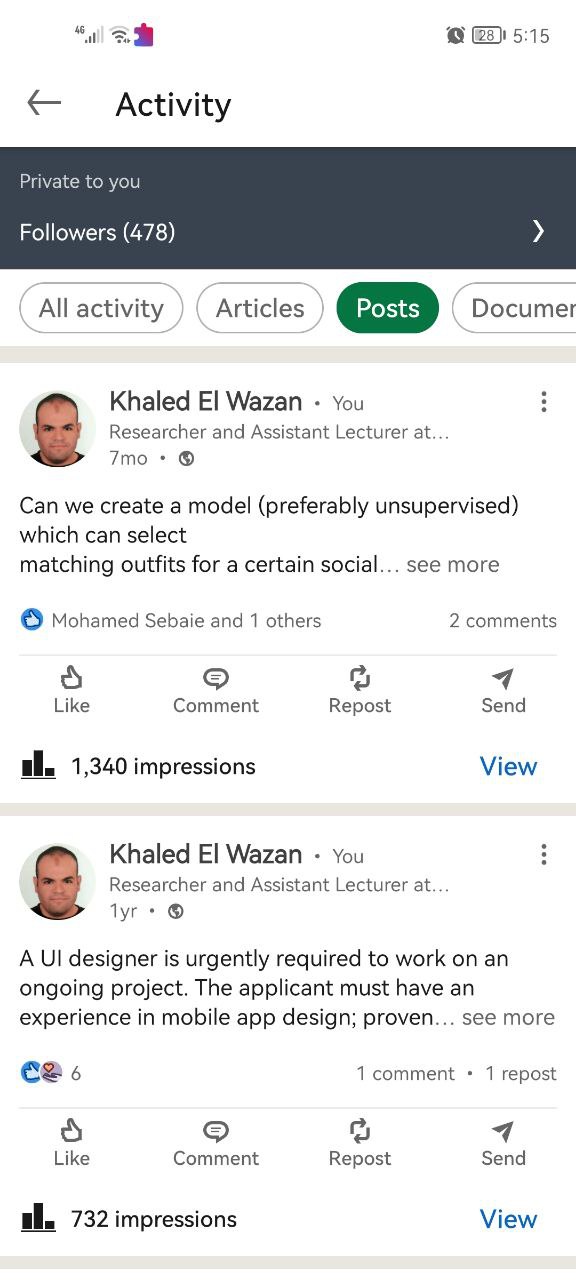 4G 28 5:15
Activity
Private to you
Followers (478)
All activity Articles Posts Documen
Khaled El Wazan • You
Researcher and Assistant Lecturer at...
7mo •
Can we create a model (preferably unsupervised)
which can select
matching outfits for a certain social... see more
Mohamed Sebaie and 1 others 2 comments
Like Comment Repost Send
1,340 impressions View
Khaled El Wazan • You
Researcher and Assistant Lecturer at...
1yr •
A UI designer is urgently required to work on an
ongoing project. The applicant must have an
experience in mobile app design; proven... see more
6 1 comment • 1 repost
Like Comment Repost Send
732 impressions View